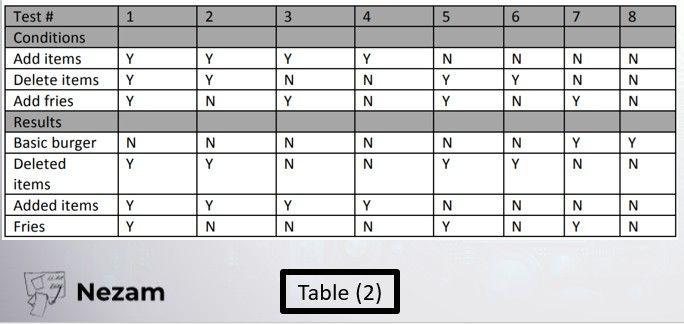 Test # 1 2 3 4 5 6 7 8
Conditions
Add items Y Y Y Y N N N N
Delete items Y Y N N Y Y N N
Add fries Y N Y N Y N Y N
Results
Basic burger N N N N N N Y Y
Deleted Y Y N N Y Y N N
items
Added items Y Y Y Y N N N N
Fries Y N N N Y N Y N
Nezam
Table (2)